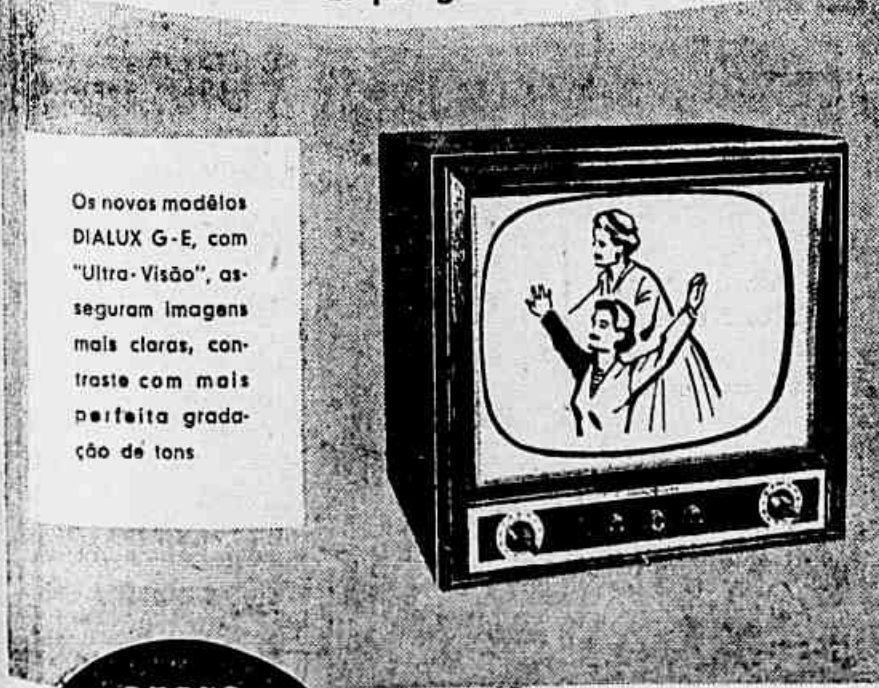 Os novos modêlos
DIALUX G-E, com
"Ultra-Visão", as-
seguram imagens
mais claras, con-
traste com mais
perfeita grada-
ção de tons